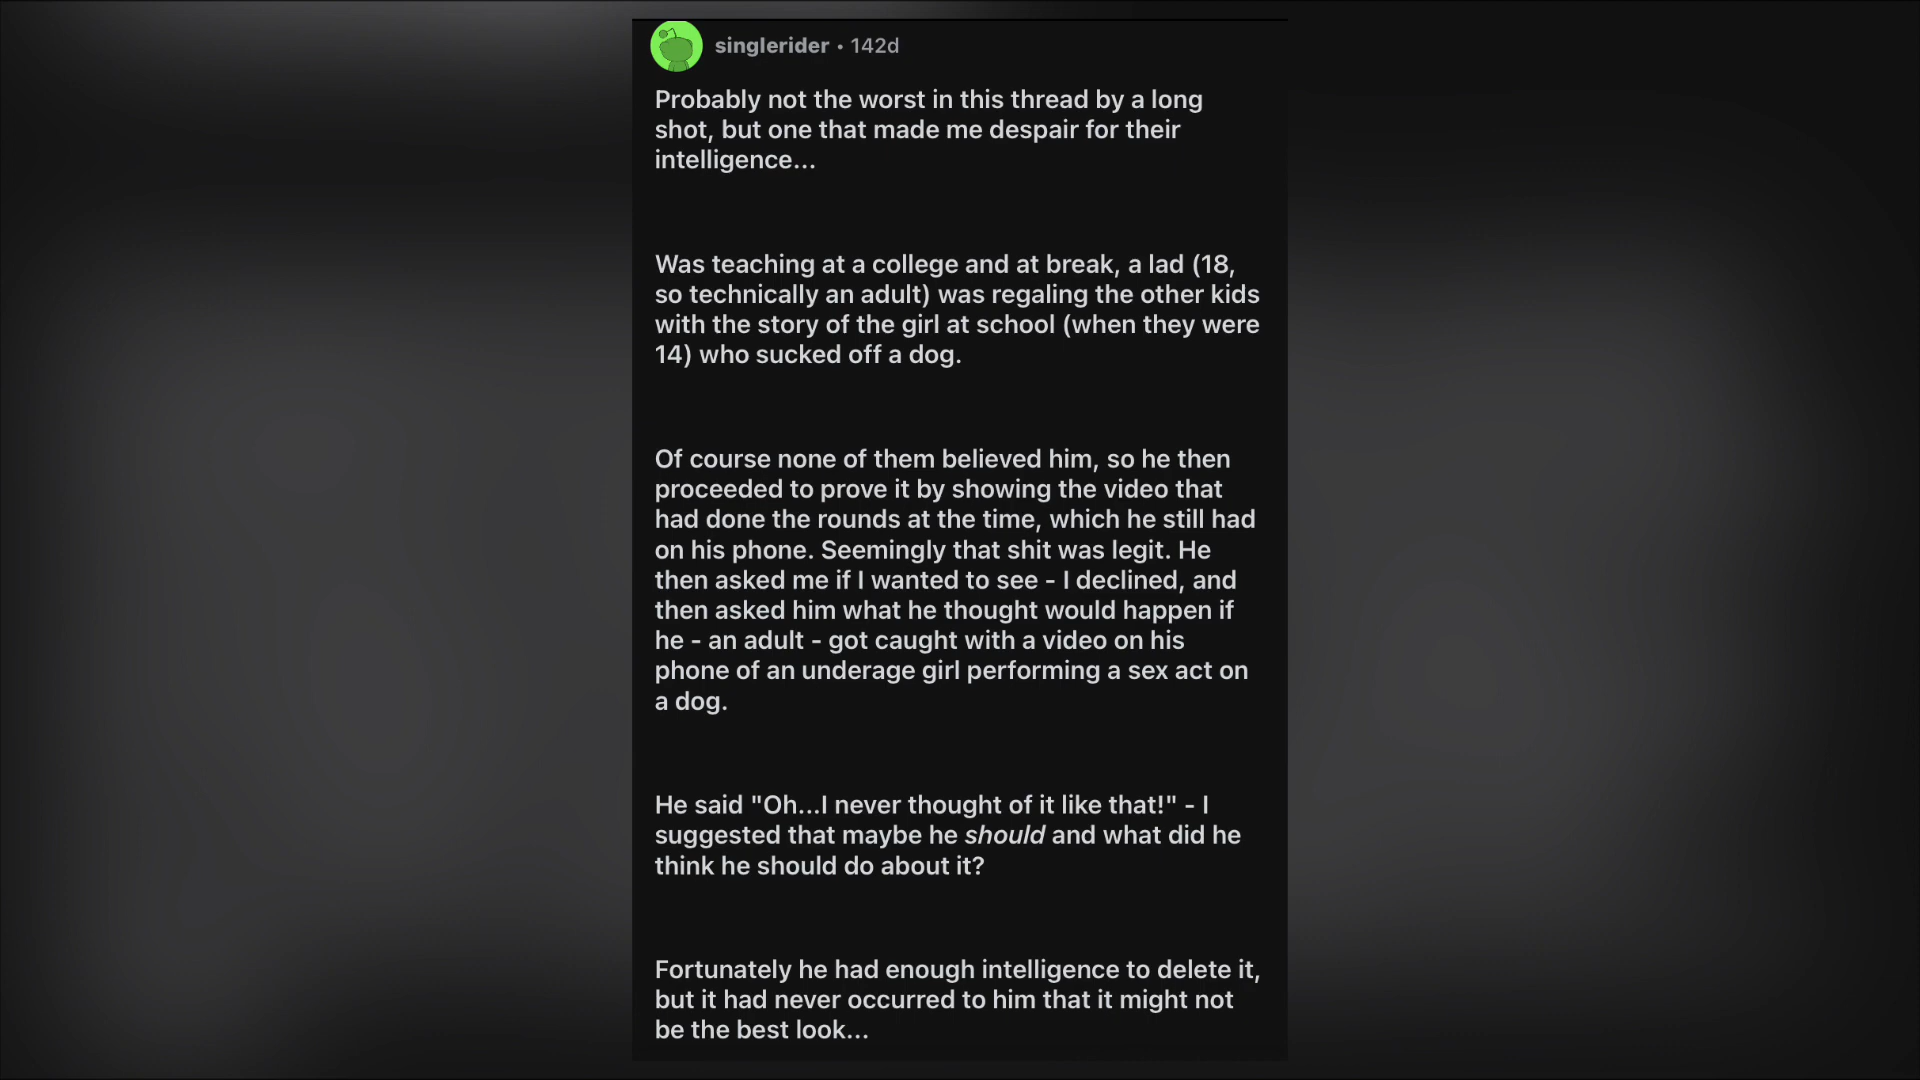 singlerider • 142d
Probably not the worst in this thread by a long
shot, but one that made me despair for their
intelligence...
Was teaching at a college and at break, a lad (18,
so technically an adult) was regaling the other kids
with the story of the girl at school (when they were
14) who sucked off a dog.
Of course none of them believed him, so he then
proceeded to prove it by showing the video that
had done the rounds at the time, which he still had
on his phone. Seemingly that shit was legit. He
then asked me if I wanted to see - I declined, and
then asked him what he thought would happen if
he - an adult - got caught with a video on his
phone of an underage girl performing a sex act on
a dog.
He said "Oh...I never thought of it like that!" - I
suggested that maybe he should and what did he
think he should do about it?
Fortunately he had enough intelligence to delete it,
but it had never occurred to him that it might not
be the best look...